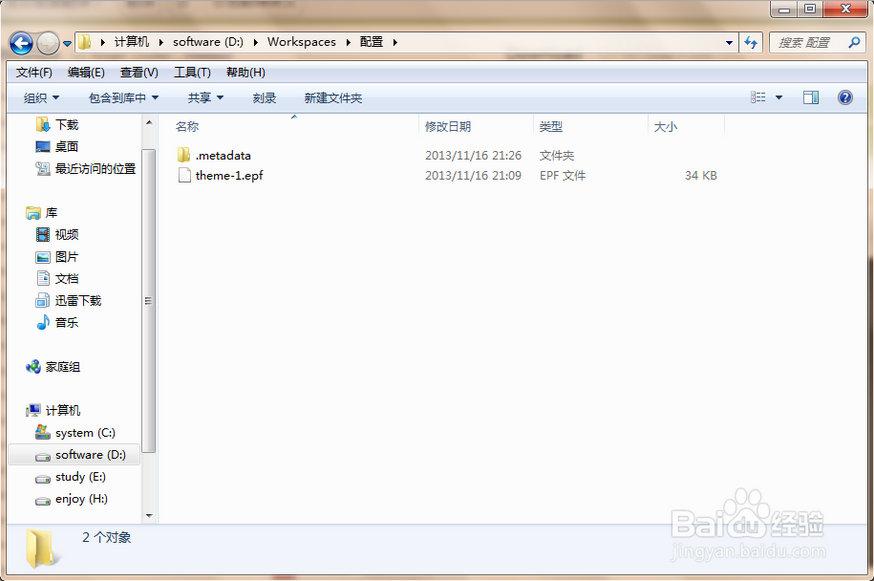 计算机 software (D:) Workspaces 配置 搜索 配置
文件(F) 编辑(E) 查看(V) 工具(T) 帮助(H)
组织 包含到库中 共享 刻录 新建文件夹
名称 修改日期 类型 大小
.metadata 2013/11/16 21:26 文件夹
theme-1.epf 2013/11/16 21:09 EPF 文件 34 KB
下载
桌面
最近访问的位置
库
视频
图片
文档
迅雷下载
音乐
家庭组
计算机
system (C:)
software (D:)
study (E:)
enjoy (H:)
2 个对象
Bai du 经验
jingyan.baidu.com